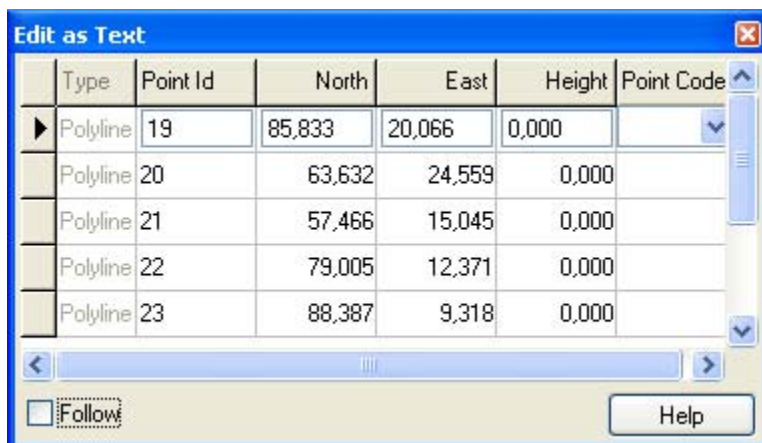 Edit as Text
Type Point Id North East Height Point Code
Polyline 19 85,833 20,066 0,000
Polyline 20 63,632 24,559 0,000
Polyline 21 57,466 15,045 0,000
Polyline 22 79,005 12,371 0,000
Polyline 23 88,387 9,318 0,000
Follow Help